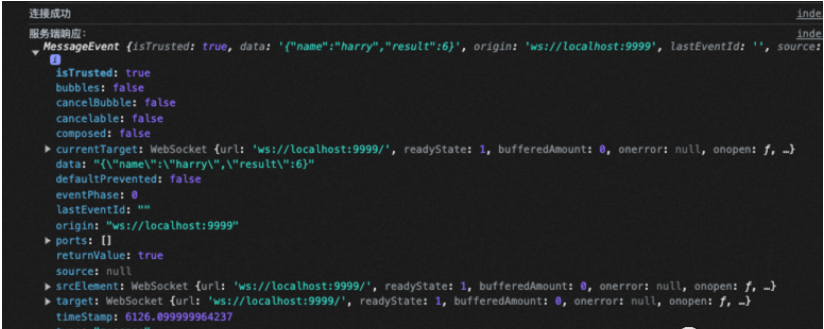 连接成功
inde
服务端响应：
inde
MessageEvent {isTrusted: true, data: '{"name":"harry","result":6}', origin: 'ws://localhost:9999', lastEventId: '', source:
i
isTrusted: true
bubbles: false
cancelBubble: false
cancelable: false
composed: false
currentTarget: WebSocket {url: 'ws://localhost:9999/', readyState: 1, bufferedAmount: 0, onerror: null, onopen: ƒ, …}
data: "{\"name\":\"harry\",\"result\":6}"
defaultPrevented: false
eventPhase: 0
lastEventId: ""
origin: "ws://localhost:9999"
ports: []
returnValue: true
source: null
srcElement: WebSocket {url: 'ws://localhost:9999/', readyState: 1, bufferedAmount: 0, onerror: null, onopen: ƒ, …}
target: WebSocket {url: 'ws://localhost:9999/', readyState: 1, bufferedAmount: 0, onerror: null, onopen: ƒ, …}
timeStamp: 6126.099999964237